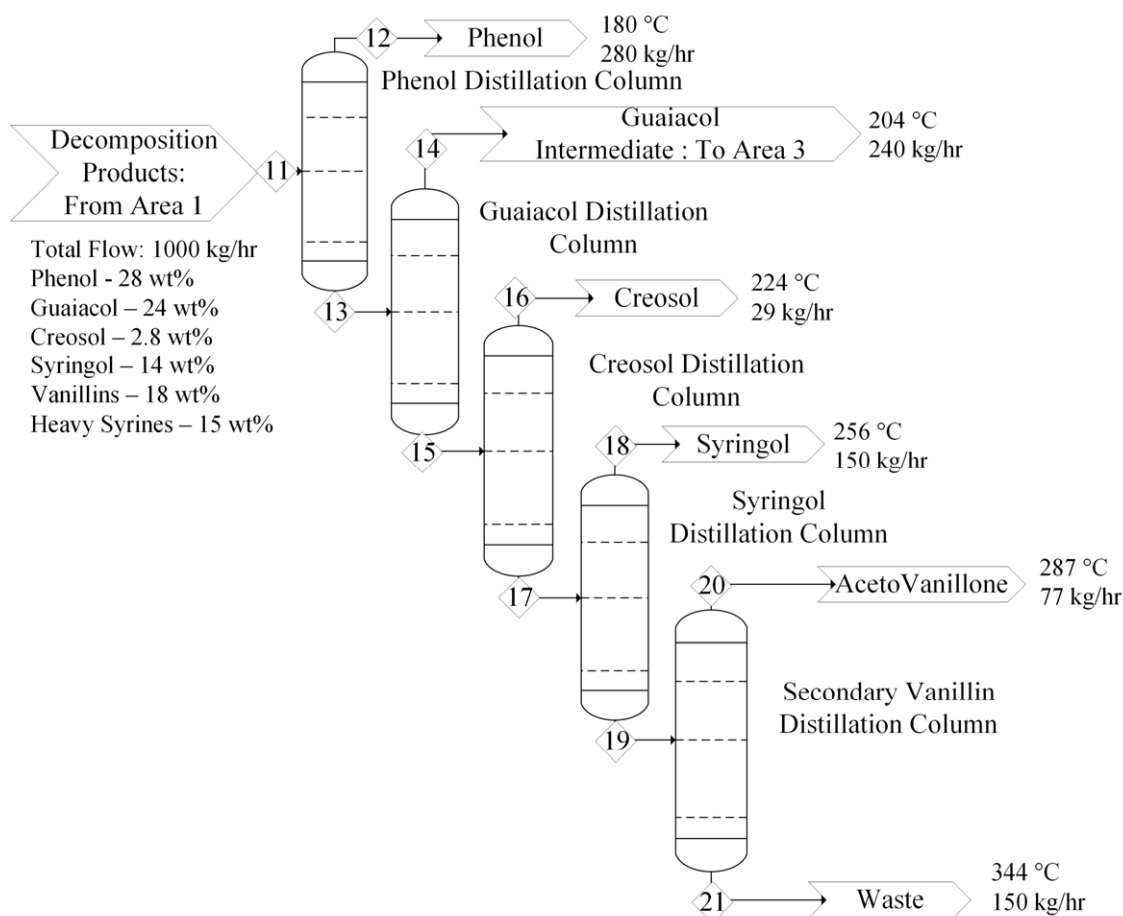 12
Phenol
180 °C
280 kg/hr
Phenol Distillation Column
Decomposition
Products:
From Area 1
11
14
Guaiacol
Intermediate : To Area 3
204 °C
240 kg/hr
Total Flow: 1000 kg/hr
Phenol - 28 wt%
Guaiacol – 24 wt%
Creosol – 2.8 wt%
Syringol – 14 wt%
Vanillins – 18 wt%
Heavy Syrines – 15 wt%
Guaiacol Distillation
Column
13
16
Creosol
224 °C
29 kg/hr
Creosol Distillation
Column
15
18
Syringol
256 °C
150 kg/hr
Syringol
Distillation Column
17
20
AcetoVanillone
287 °C
77 kg/hr
Secondary Vanillin
Distillation Column
19
21
Waste
344 °C
150 kg/hr